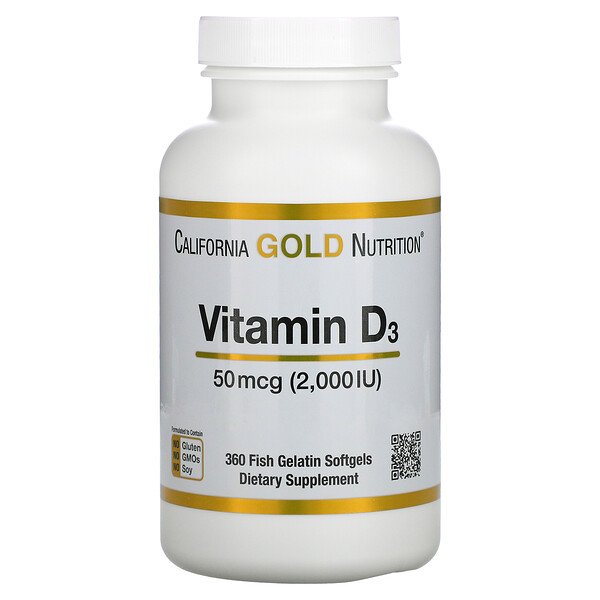 CALIFORNIA GOLD NUTRITION®
Vitamin D3
50 mcg (2,000 IU)
Formulated to Contain
NO Gluten
NO GMOs
NO Soy
360 Fish Gelatin Softgels
Dietary Supplement